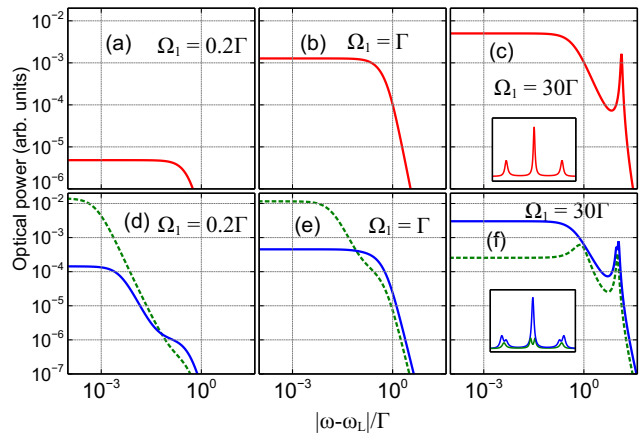 Optical power (arb. units)
10⁻²
10⁻³
10⁻⁴
10⁻⁵
10⁻⁶
(a) Ω₁ = 0.2Γ
(b) Ω₁ = Γ
(c)
Ω₁ = 30Γ
10⁻²
10⁻³
10⁻⁴
10⁻⁵
10⁻⁶
10⁻⁷
(d) Ω₁ = 0.2Γ
(e) Ω₁ = Γ
Ω₁ = 30Γ
(f)
10⁻³ 10⁰ 10⁻³ 10⁰ 10⁻³ 10⁰
|ω-ω_L|/Γ